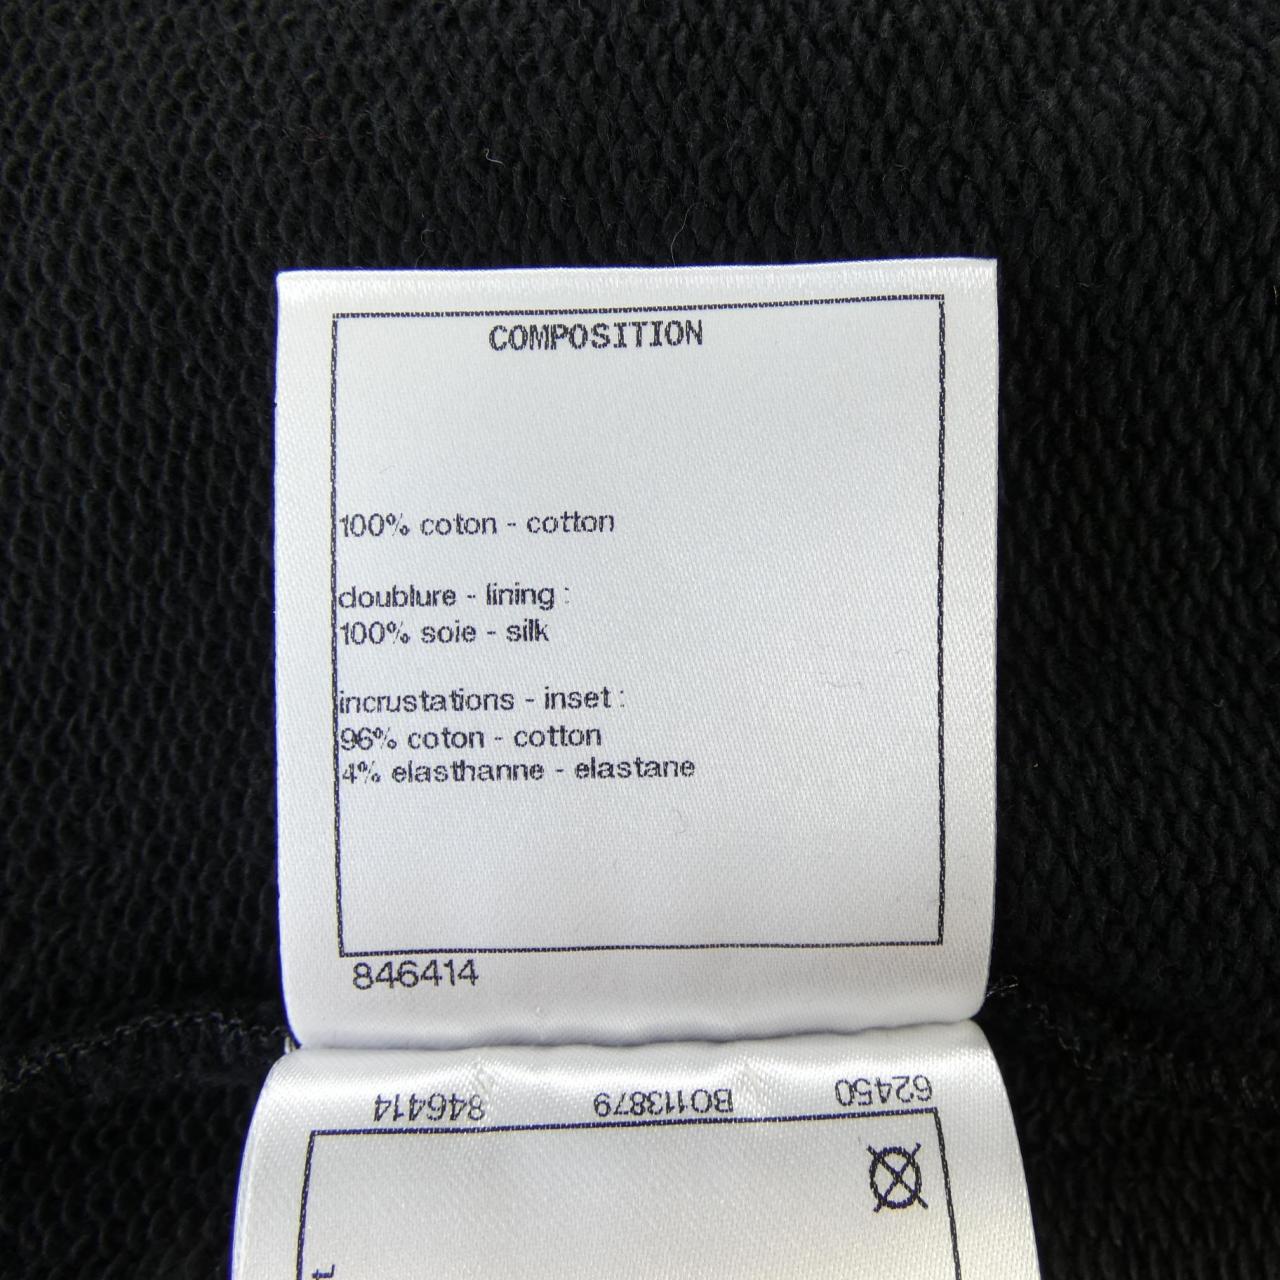 COMPOSITION
100% coton - cotton
doublure - lining :
100% soie - silk
incrustations - inset :
96% coton - cotton
4% elasthanne - elastane
846414
62450 BO113879 846414